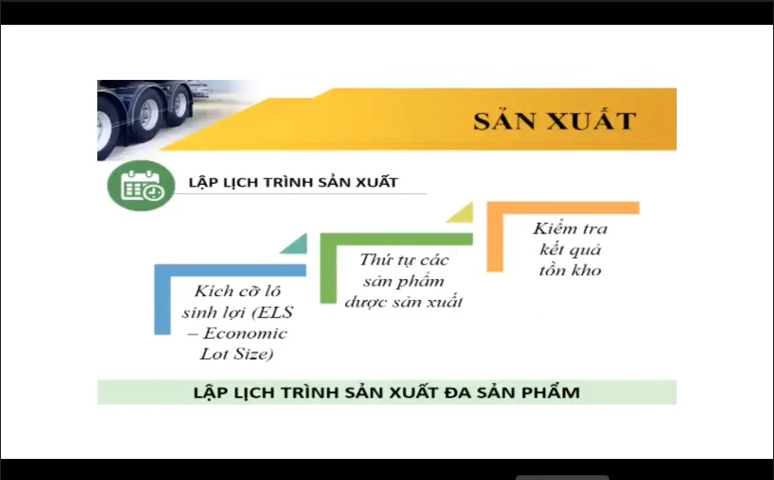 SẢN XUẤT
LẬP LỊCH TRÌNH SẢN XUẤT
Kích cỡ lô
sinh lợi (ELS
– Economic
Lot Size)
Thứ tự các
sản phẩm
được sản xuất
Kiểm tra
kết quả
tồn kho
LẬP LỊCH TRÌNH SẢN XUẤT ĐA SẢN PHẨM